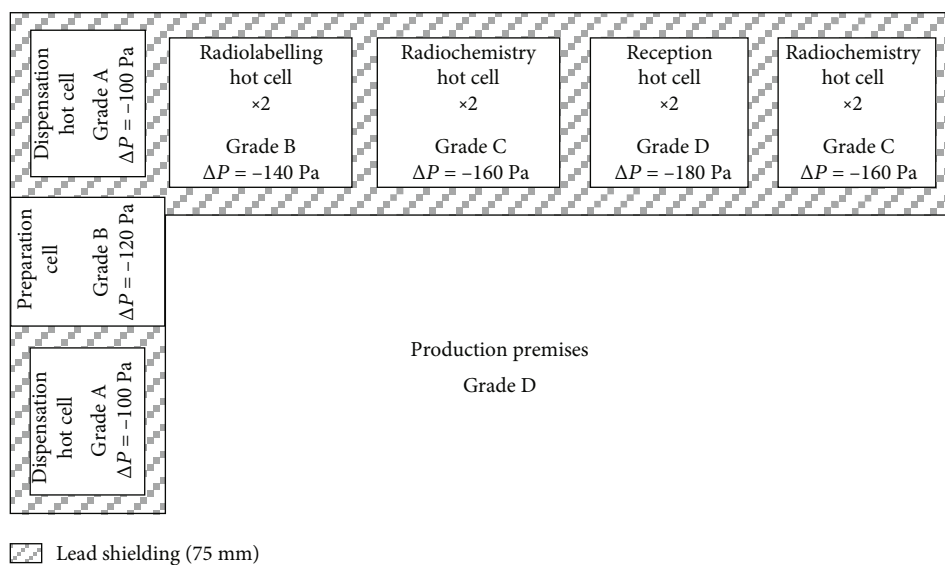 Dispensation
hot cell
Grade A
ΔP = –100 Pa
Radiolabelling
hot cell
×2
Grade B
ΔP = –140 Pa
Radiochemistry
hot cell
×2
Grade C
ΔP = –160 Pa
Reception
hot cell
×2
Grade D
ΔP = –180 Pa
Radiochemistry
hot cell
×2
Grade C
ΔP = –160 Pa
Preparation
cell
Grade B
ΔP = –120 Pa
Dispensation
hot cell
Grade A
ΔP = –100 Pa
Production premises
Grade D
Lead shielding (75 mm)